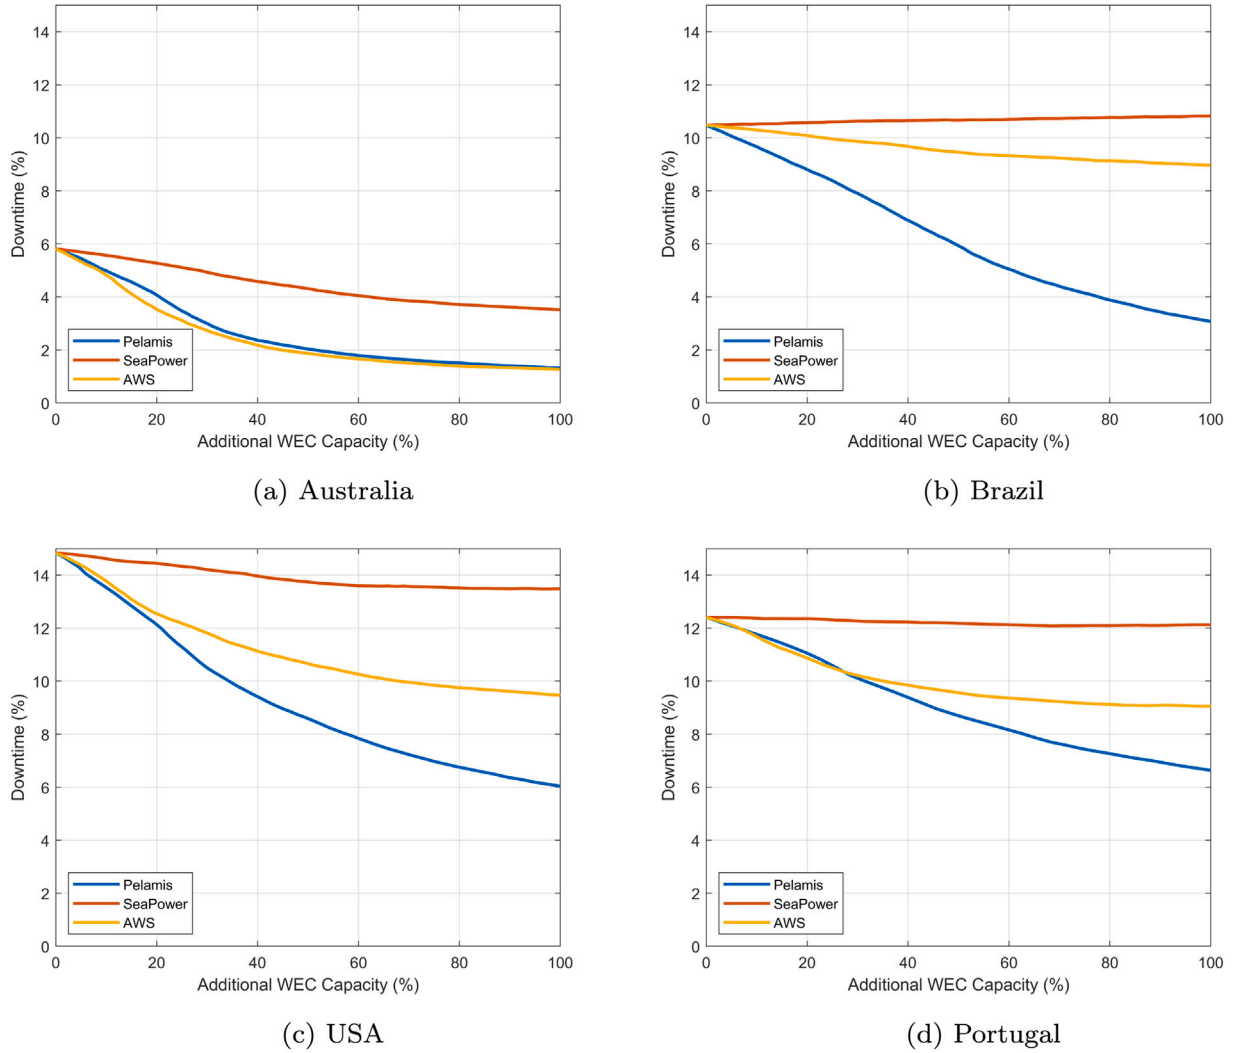 14
12
10
8
6
4
2
0
Downtime (%)
Pelamis
SeaPower
AWS
0 20 40 60 80 100
Additional WEC Capacity (%)
(a) Australia
14
12
10
8
6
4
2
0
Downtime (%)
Pelamis
SeaPower
AWS
0 20 40 60 80 100
Additional WEC Capacity (%)
(b) Brazil
14
12
10
8
6
4
2
0
Downtime (%)
Pelamis
SeaPower
AWS
0 20 40 60 80 100
Additional WEC Capacity (%)
(c) USA
14
12
10
8
6
4
2
0
Downtime (%)
Pelamis
SeaPower
AWS
0 20 40 60 80 100
Additional WEC Capacity (%)
(d) Portugal